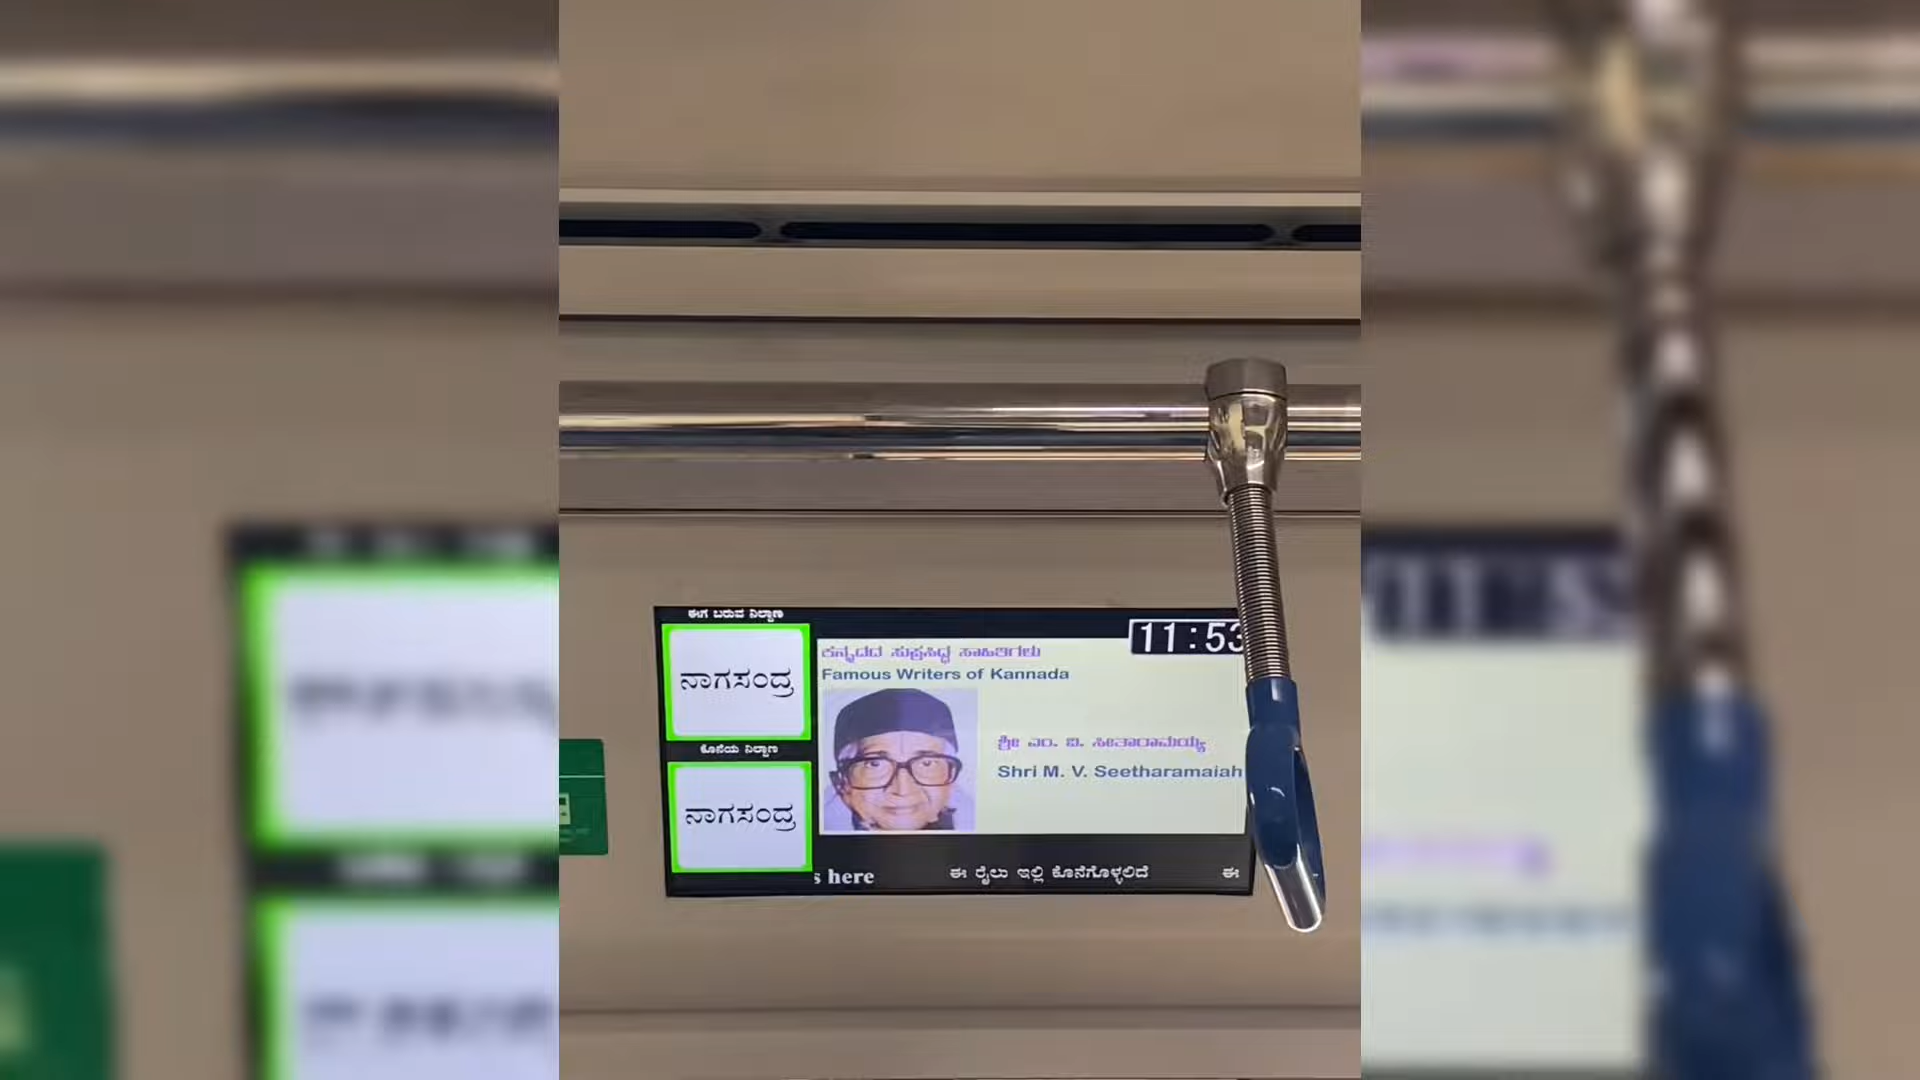 ಈಗ ಬರುವ ನಿಲ್ದಾಣ
ನಾಗಸಂದ್ರ
ಕೊನೆಯ ನಿಲ್ದಾಣ
ನಾಗಸಂದ್ರ
11:53
ಕನ್ನಡದ ಸುಪ್ರಸಿದ್ಧ ಸಾಹಿತಿಗಳು
Famous Writers of Kannada
ಶ್ರೀ ಎಂ. ವಿ. ಸೀತಾರಾಮಯ್ಯ
Shri M. V. Seetharamaiah
here ಈ ರೈಲು ಇಲ್ಲಿ ಕೊನೆಗೊಳ್ಳಲಿದೆ ಈ